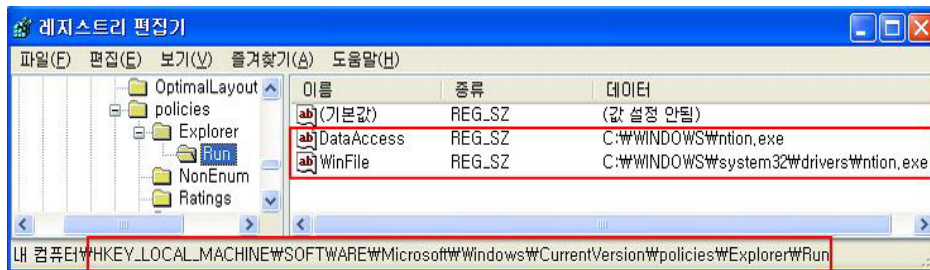 레지스트리 편집기
파일(F) 편집(E) 보기(V) 즐겨찾기(A) 도움말(H)
OptimalLayout
policies
Explorer
Run
NonEnum
Ratings
이름 종류 데이터
(기본값) REG_SZ (값 설정 안됨)
DataAccess REG_SZ C:₩WINDOWS₩ntion.exe
WinFile REG_SZ C:₩WINDOWS₩system32₩drivers₩ntion.exe
내 컴퓨터₩HKEY_LOCAL_MACHINE₩SOFTWARE₩Microsoft₩Windows₩CurrentVersion₩policies₩Explorer₩Run